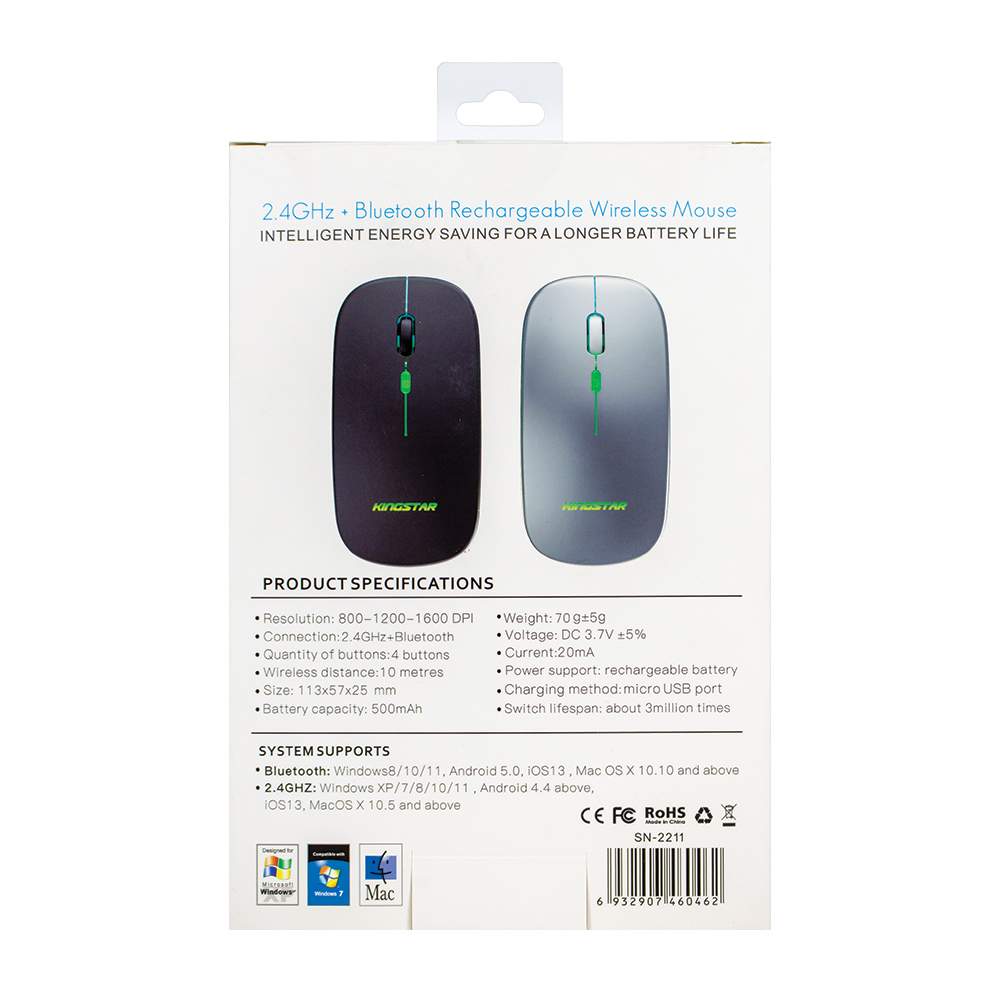 2.4GHz + Bluetooth Rechargeable Wireless Mouse
INTELLIGENT ENERGY SAVING FOR A LONGER BATTERY LIFE
KINGSTAR
KINGSTAR
PRODUCT SPECIFICATIONS
• Resolution: 800-1200-1600 DPI
• Connection:2.4GHz+Bluetooth
• Quantity of buttons:4 buttons
• Wireless distance:10 metres
• Size: 113x57x25 mm
• Battery capacity: 500mAh
• Weight: 70 g±5g
• Voltage: DC 3.7V ±5%
• Current:20mA
• Power support: rechargeable battery
• Charging method:micro USB port
• Switch lifespan: about 3million times
SYSTEM SUPPORTS
• Bluetooth: Windows8/10/11, Android 5.0, iOS13 , Mac OS X 10.10 and above
• 2.4GHZ: Windows XP/7/8/10/11 , Android 4.4 above,
iOS13, MacOS X 10.5 and above
CE FC RoHS
Made in China
SN-2211
Designed for
Microsoft
Windows
XP
Compatible with
Windows 7
Mac
6 932907 460462